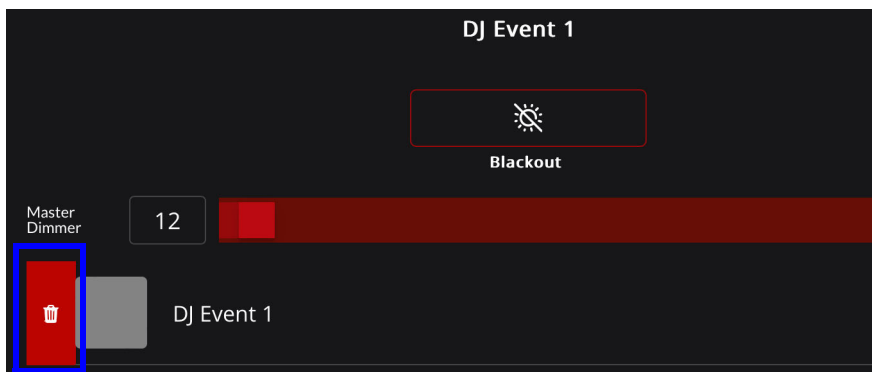 DJ Event 1
Blackout
Master
Dimmer
12
DJ Event 1